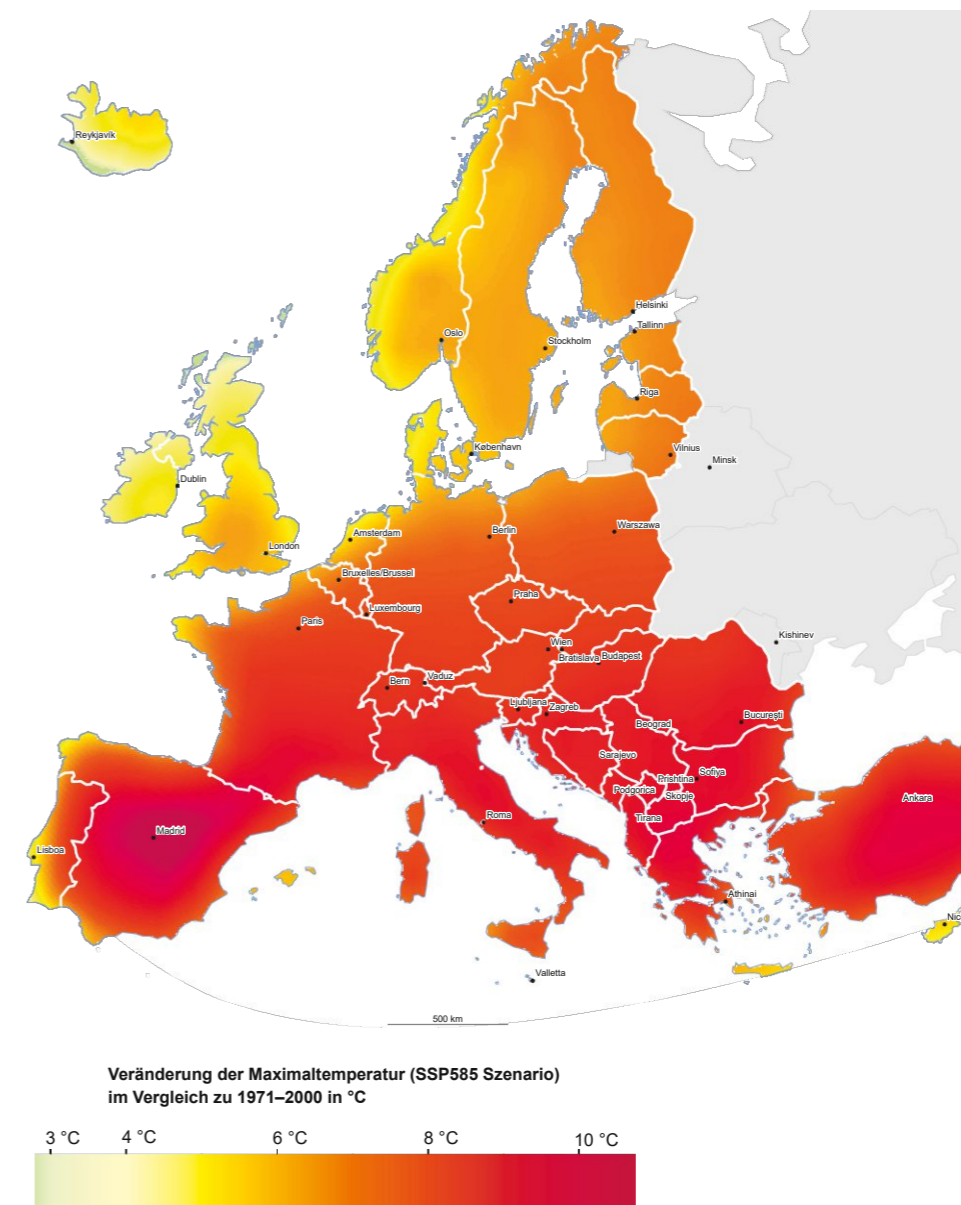 Reykjavík
Helsinki
Tallinn
Oslo
Stockholm
Riga
København
Vilnius
Minsk
Dublin
Warszawa
Berlin
Amsterdam
London
Bruxelles/Brussel
Praha
Luxembourg
Paris
Kishinev
Wien
Bratislava
Budapest
Vaduz
Bern
Ljubljana
Zagreb
Bucureşti
Beograd
Sarajevo
Sofiya
Prishtina
Podgorica
Skopje
Ankara
Roma
Tirana
Madrid
Lisboa
Athinai
Nic
Valletta
500 km
Veränderung der Maximaltemperatur (SSP585 Szenario)
im Vergleich zu 1971–2000 in °C
3 °C 4 °C 6 °C 8 °C 10 °C